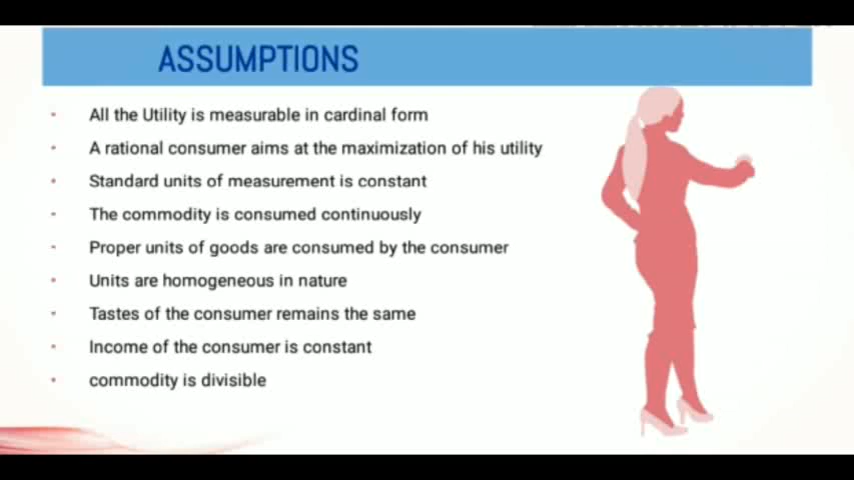 ASSUMPTIONS
All the Utility is measurable in cardinal form
A rational consumer aims at the maximization of his utility
Standard units of measurement is constant
The commodity is consumed continuously
Proper units of goods are consumed by the consumer
Units are homogeneous in nature
Tastes of the consumer remains the same
Income of the consumer is constant
commodity is divisible